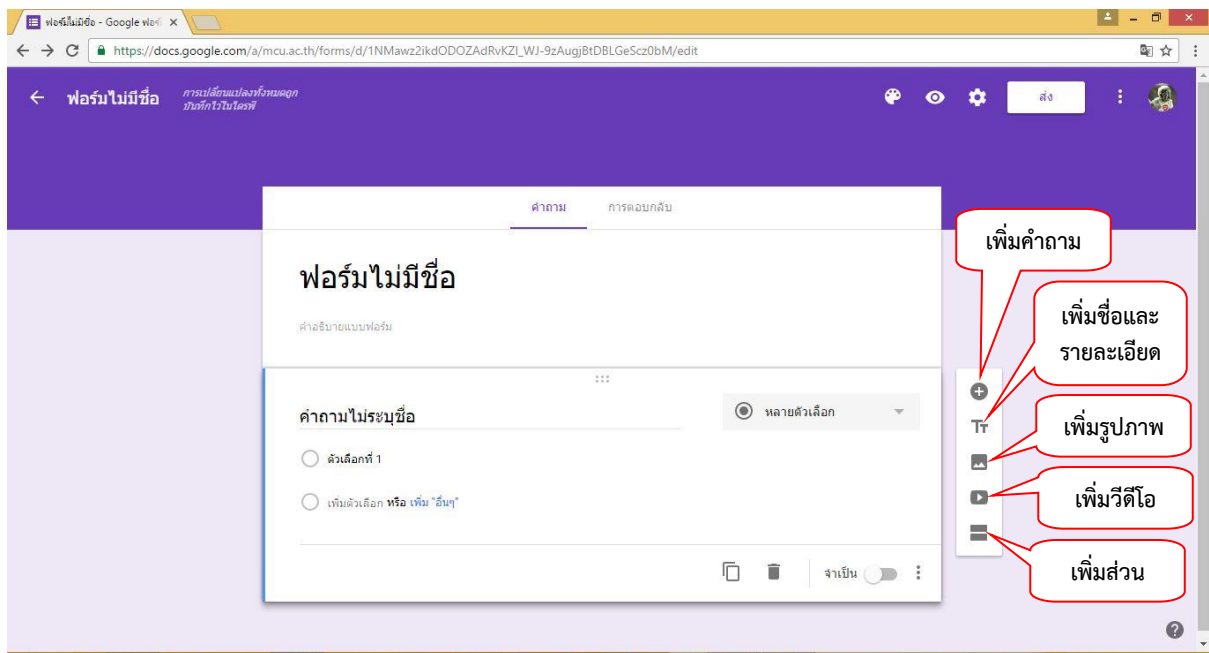 ฟอร์มไม่มีชื่อ - Google ฟอร์
https://docs.google.com/a/mcu.ac.th/forms/d/1NMawz2ikdODOZAdRvKZI_WJ-9zAugjBtDBLGeScz0bM/edit
ฟอร์มไม่มีชื่อ
การเปลี่ยนแปลงทั้งหมดถูก
บันทึกไว้ในไดรฟ์
ส่ง
คำถาม การตอบกลับ
เพิ่มคำถาม
ฟอร์มไม่มีชื่อ
คำอธิบายแบบฟอร์ม
เพิ่มชื่อและ
รายละเอียด
คำถามไม่ระบุชื่อ
หลายตัวเลือก
Tт
เพิ่มรูปภาพ
ตัวเลือกที่ 1
เพิ่มตัวเลือก หรือ เพิ่ม "อื่นๆ"
เพิ่มวีดีโอ
จำเป็น
เพิ่มส่วน